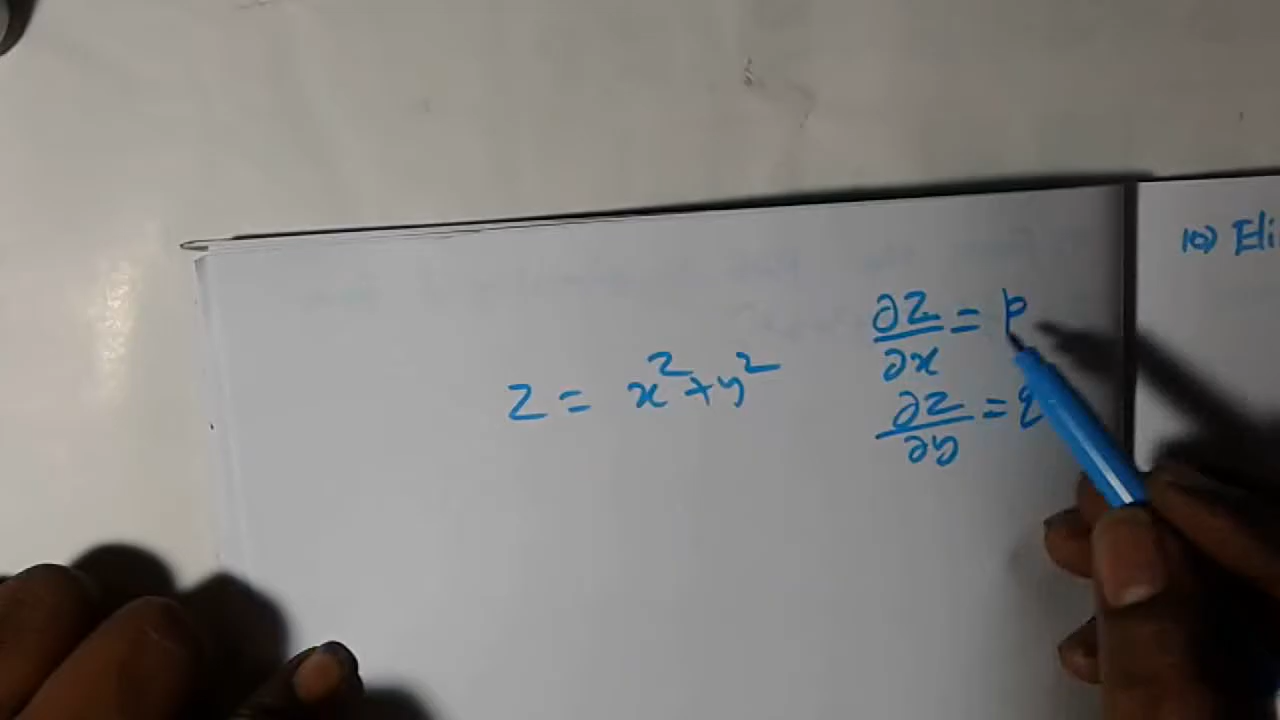 ∂z/∂x = p
z = x² + y²
∂z/∂y = q
10) Eli